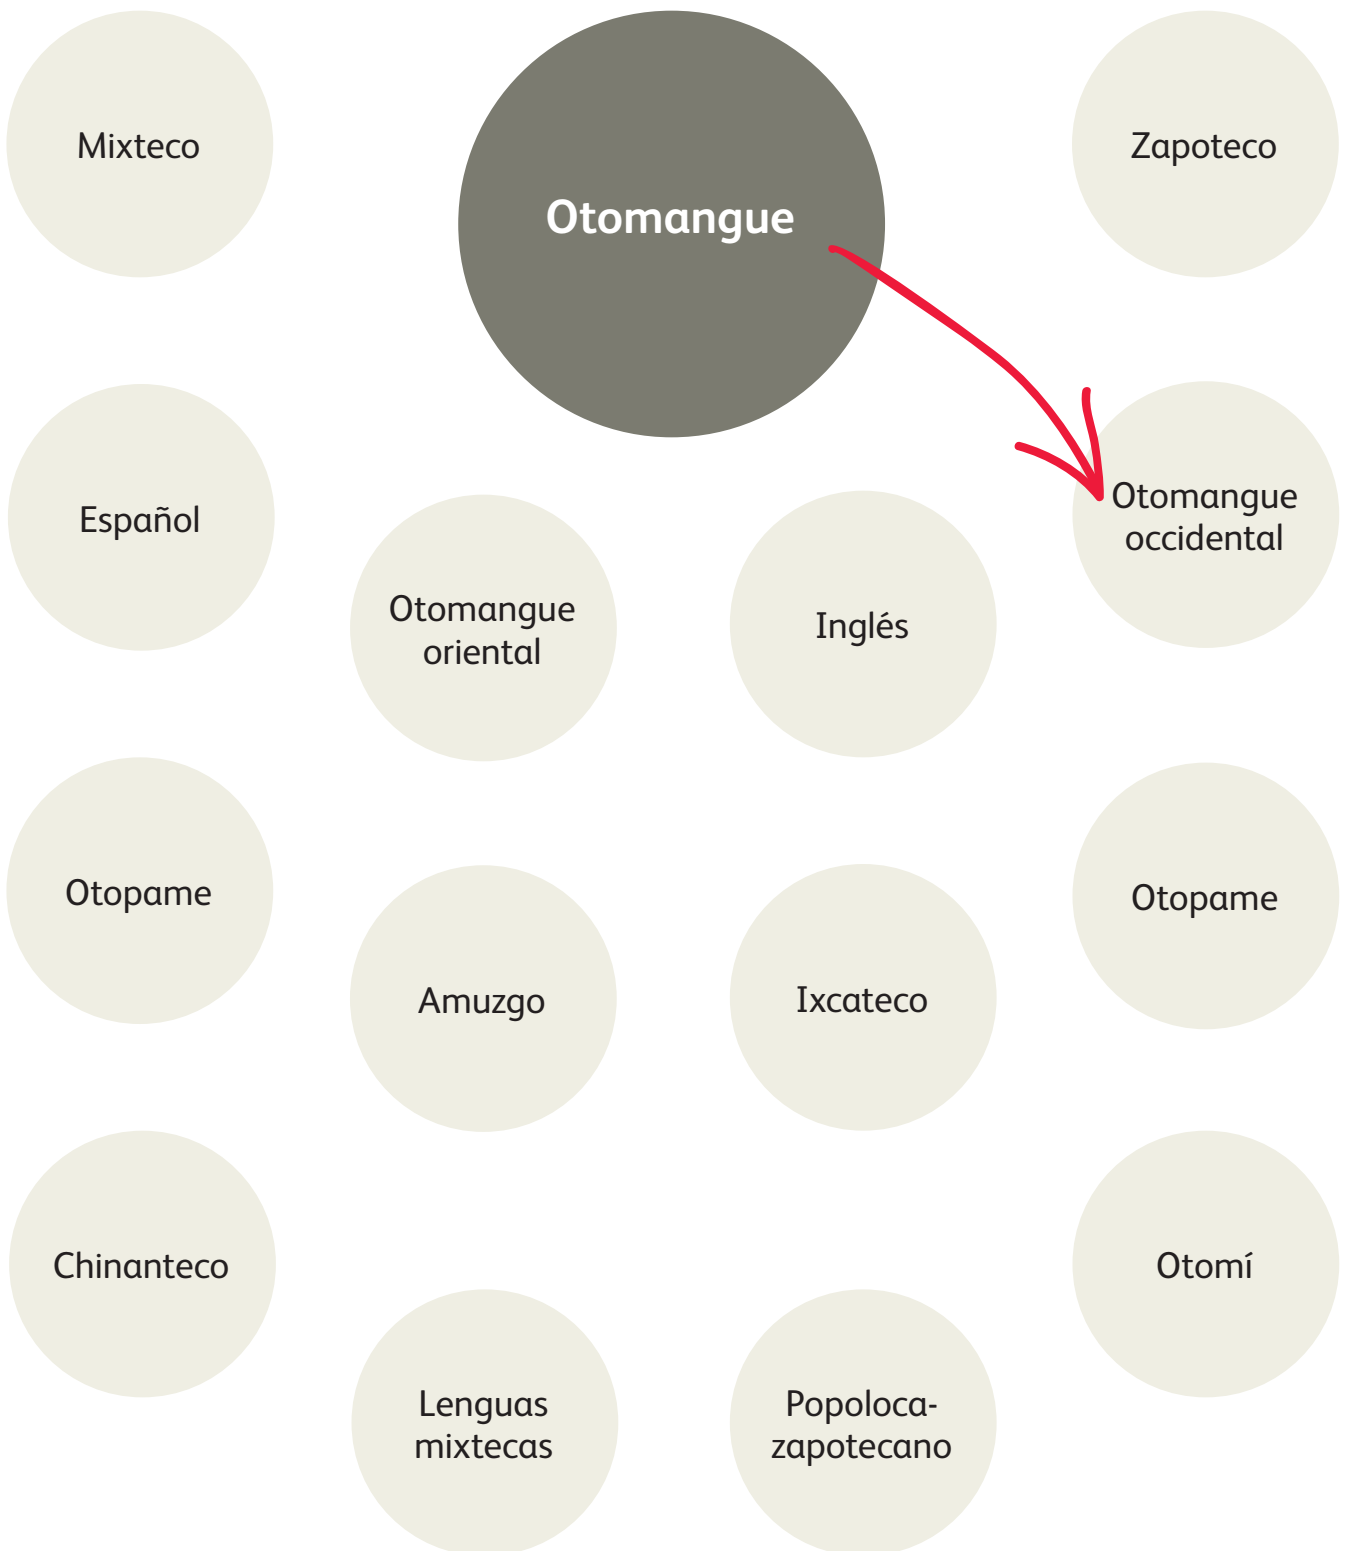 Mixteco
Otomangue
Zapoteco
Español
Otomangue
occidental
Otomangue
oriental
Inglés
Otopame
Otopame
Amuzgo
Ixcateco
Chinanteco
Otomí
Lenguas
mixtecas
Popoloca-
zapotecano